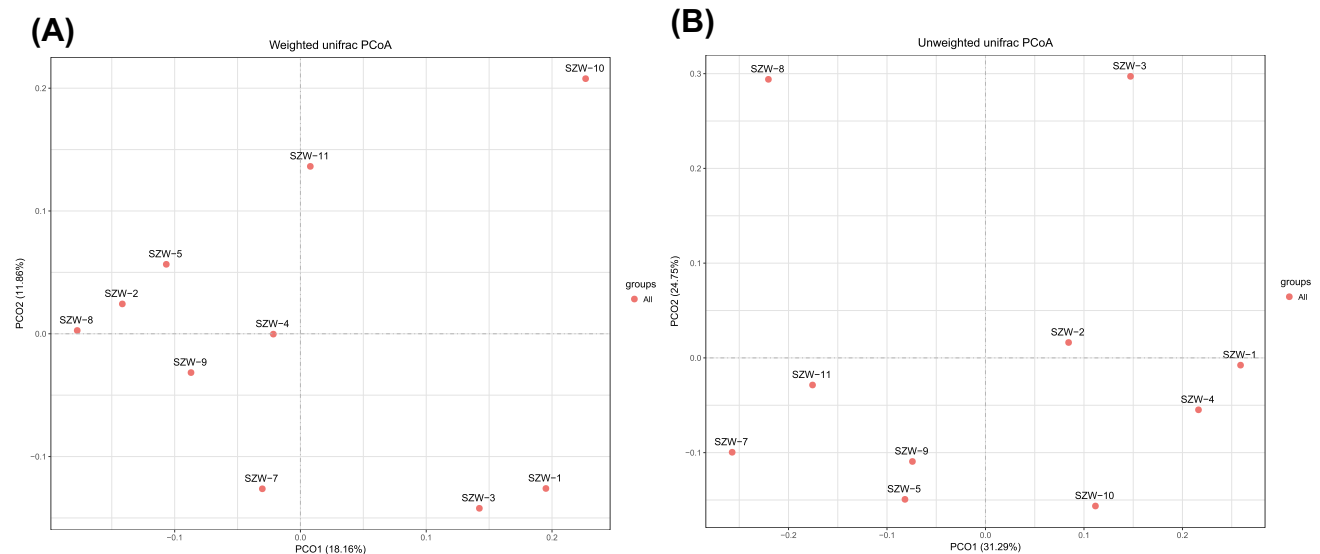 (A)
Weighted unifrac PCoA
SZW−10
0.2
SZW−11
0.1
SZW−5
SZW−2
SZW−8
SZW−4
0.0
SZW−9
−0.1
SZW−7
SZW−1
SZW−3
−0.1
0.0
0.1
0.2
PCO1 (18.16%)
PCO2 (11.86%)
groups
All
(B)
Unweighted unifrac PCoA
SZW−8
SZW−3
0.3
0.2
0.1
SZW−2
SZW−1
0.0
SZW−11
SZW−4
SZW−7
−0.1
SZW−9
SZW−5
SZW−10
−0.2
−0.1
0.0
0.1
0.2
PCO1 (31.29%)
PCO2 (24.75%)
groups
All